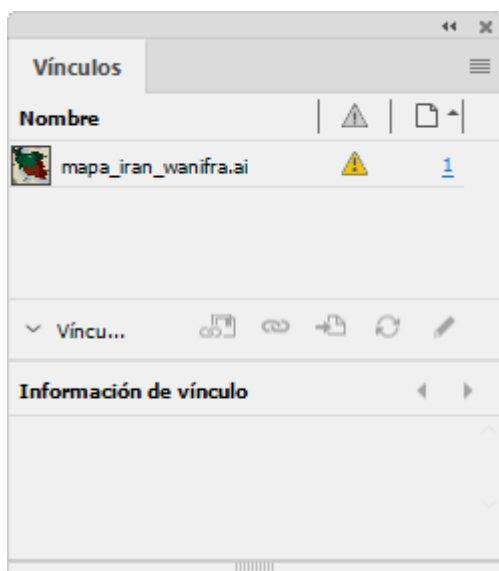 Vínculos
Nombre
mapa_iran_wanifra.ai 1
Víncu...
Información de vínculo